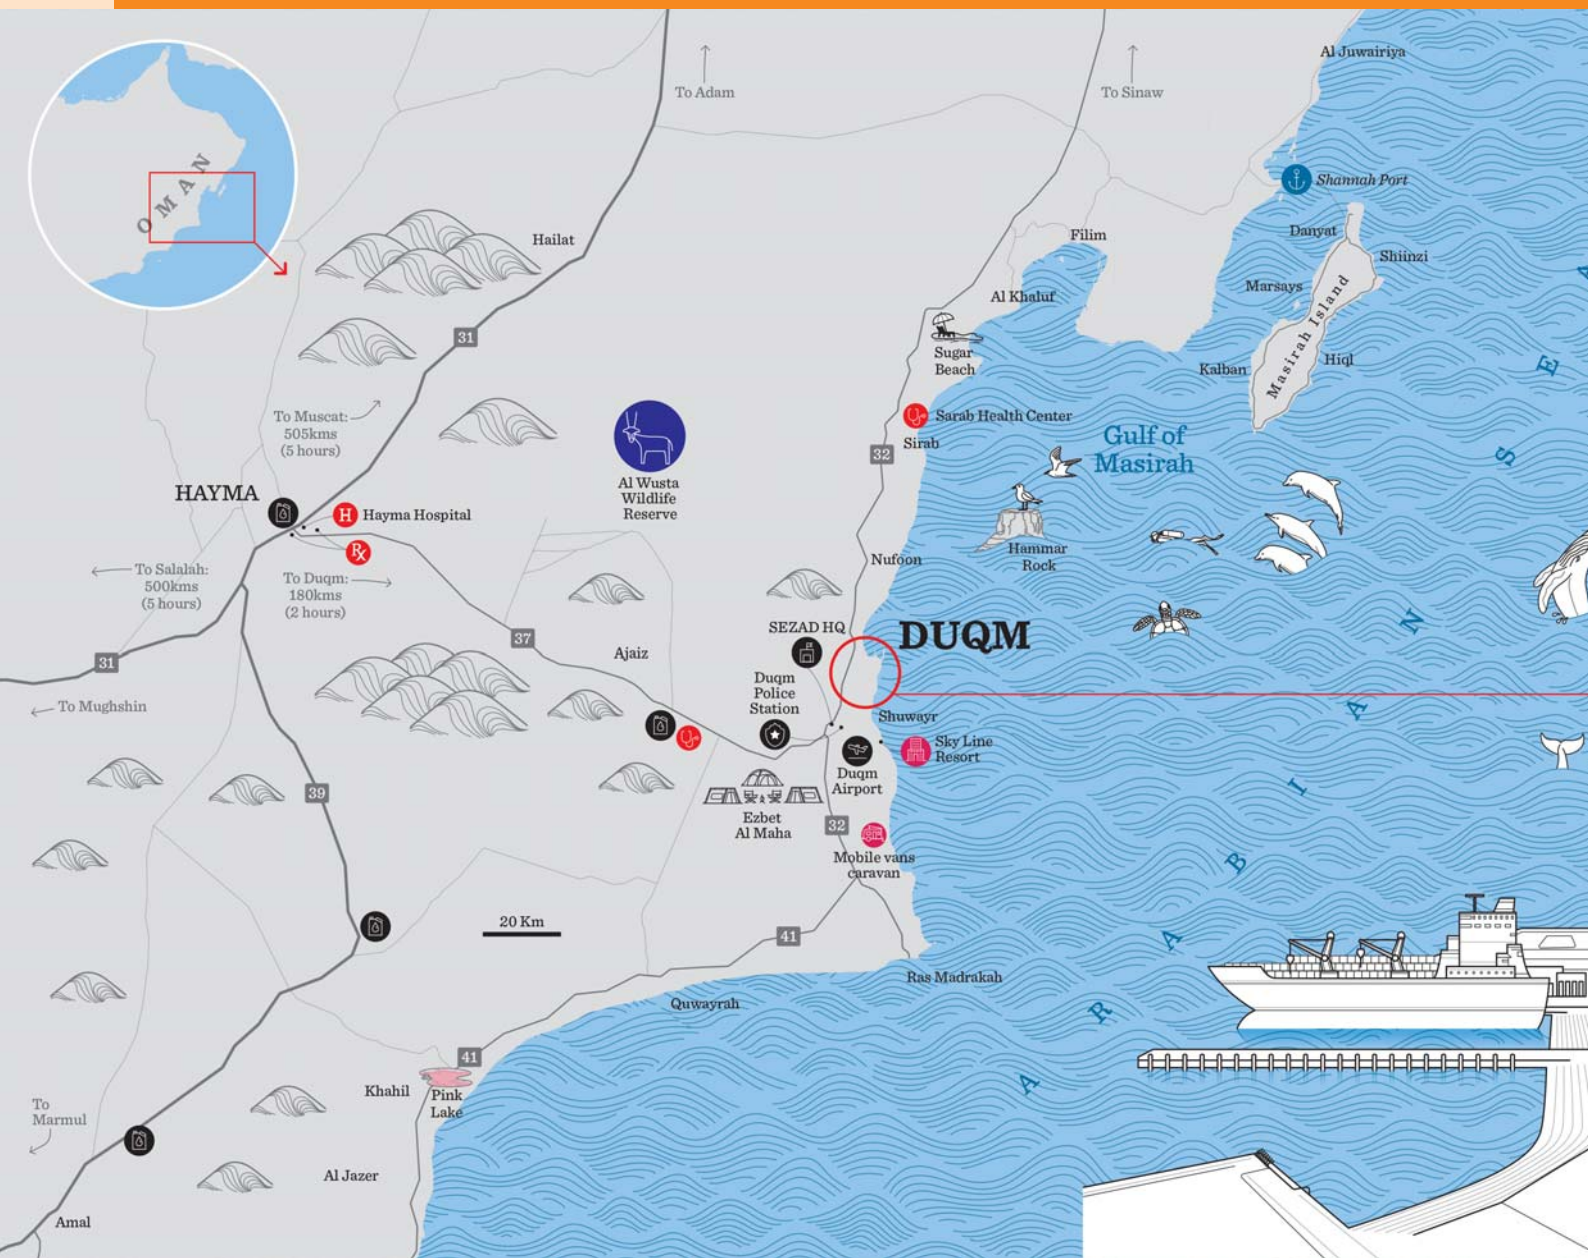 Al Juwairiya
To Adam
To Sinaw
OMAN
Shannah Port
Danyat
Filim
Hailat
Shiinzi
Marsays
Al Khaluf
Masirah Island
31
Sugar
Beach
Hiql
Kalban
To Muscat:
505kms
(5 hours)
Sarab Health Center
Sirab
32
Gulf of
Masirah
Al Wusta
Wildlife
Reserve
HAYMA
H
Hayma Hospital
Rx
Hammar
Rock
Nufoon
To Salalah:
500kms
(5 hours)
To Duqm:
180kms
(2 hours)
37
SEZAD HQ
DUQM
Ajaiz
31
Duqm
Police
Station
To Mughshin
Shuwayr
Sky Line
Resort
Duqm
Airport
39
Ezbet
Al Maha
32
Mobile vans
caravan
20 Km
41
Ras Madrakah
Quwayrah
ARABIAN SEA
41
Khahil
Pink
Lake
To
Marmul
Al Jazer
Amal